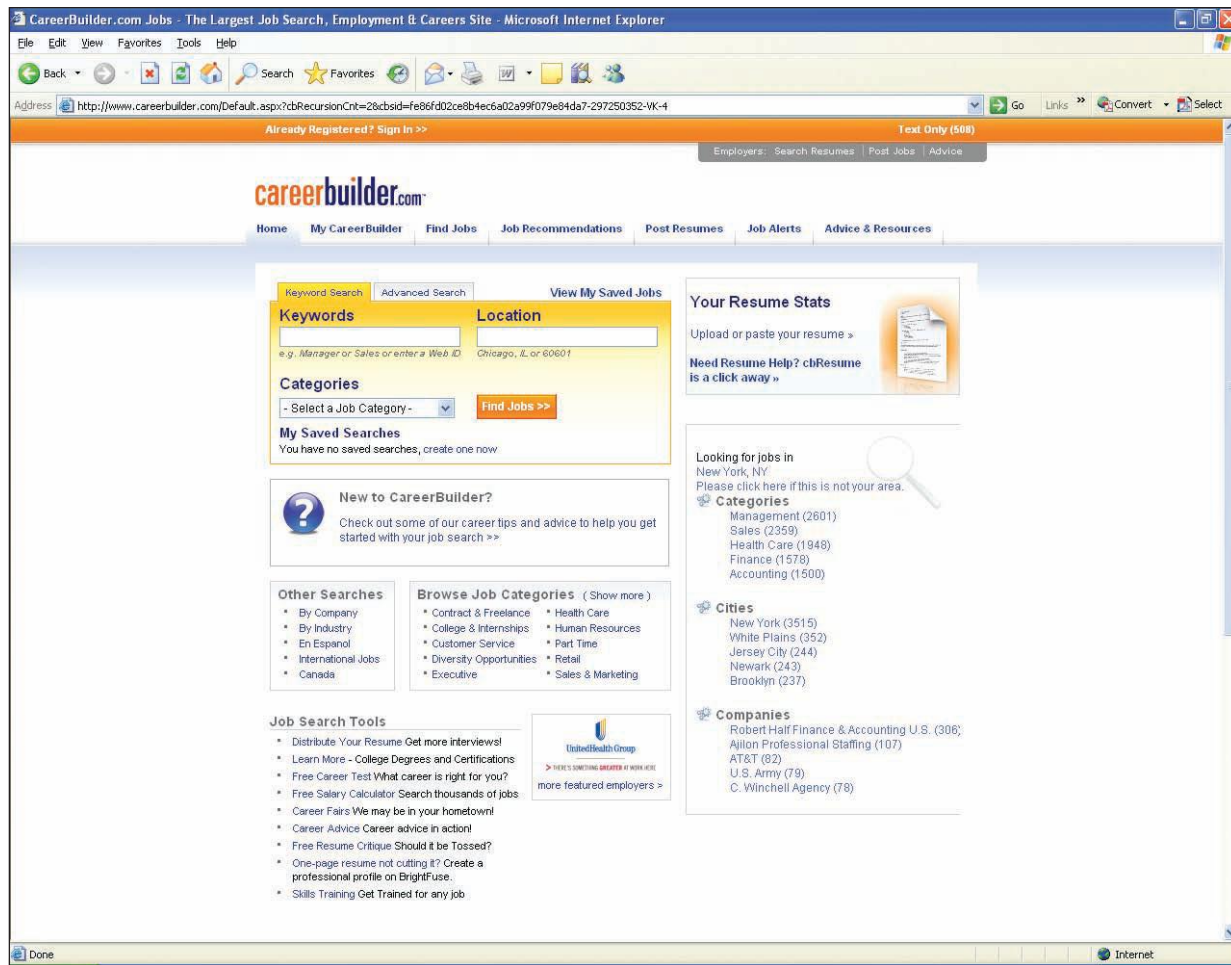 CareerBuilder.com Jobs - The Largest Job Search, Employment & Careers Site - Microsoft Internet Explorer
File Edit View Favorites Tools Help
Back Search Favorites
Address http://www.careerbuilder.com/Default.aspx?cbRecursionCnt=2&cbsid=fe86fd02ce8b4ec6a02a99f079e84da7-297250352-VK-4 Go Links » Convert Select
Already Registered? Sign In >> Text Only (508)
Employers: Search Resumes | Post Jobs | Advice
careerbuilder.com™
Home My CareerBuilder Find Jobs Job Recommendations Post Resumes Job Alerts Advice & Resources
Keyword Search Advanced Search View My Saved Jobs
Keywords Location
e.g. Manager or Sales or enter a Web ID Chicago, IL or 60601
Categories
- Select a Job Category - Find Jobs >>
My Saved Searches
You have no saved searches, create one now
Your Resume Stats
Upload or paste your resume »
Need Resume Help? cbResume
is a click away »
New to CareerBuilder?
Check out some of our career tips and advice to help you get
started with your job search >>
Looking for jobs in
New York, NY
Please click here if this is not your area.
Categories
Management (2601)
Sales (2359)
Health Care (1948)
Finance (1578)
Accounting (1500)
Cities
New York (3515)
White Plains (352)
Jersey City (244)
Newark (243)
Brooklyn (237)
Companies
Robert Half Finance & Accounting U.S. (306)
Ajilon Professional Staffing (107)
AT&T (82)
U.S. Army (79)
C. Winchell Agency (78)
Other Searches
• By Company
• By Industry
• En Espanol
• International Jobs
• Canada
Browse Job Categories ( Show more )
• Contract & Freelance • Health Care
• College & Internships • Human Resources
• Customer Service • Part Time
• Diversity Opportunities • Retail
• Executive • Sales & Marketing
Job Search Tools
• Distribute Your Resume Get more interviews!
• Learn More - College Degrees and Certifications
• Free Career Test What career is right for you?
• Free Salary Calculator Search thousands of jobs
• Career Fairs We may be in your hometown!
• Career Advice Career advice in action!
• Free Resume Critique Should it be Tossed?
• One-page resume not cutting it? Create a
professional profile on BrightFuse.
• Skills Training Get Trained for any job
UnitedHealth Group
> THERE'S SOMETHING GREATER AT WORK HERE
more featured employers >
Done Internet